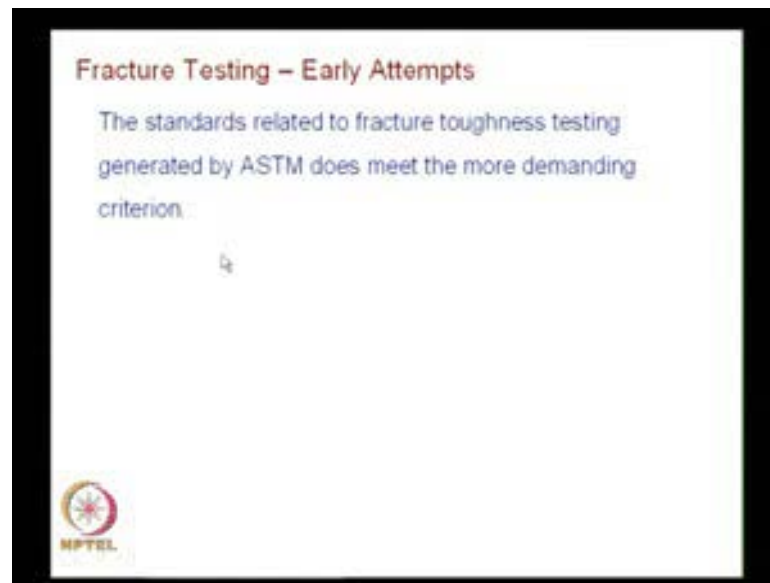 Fracture Testing – Early Attempts
The standards related to fracture toughness testing
generated by ASTM does meet the more demanding
criterion.
NPTEL